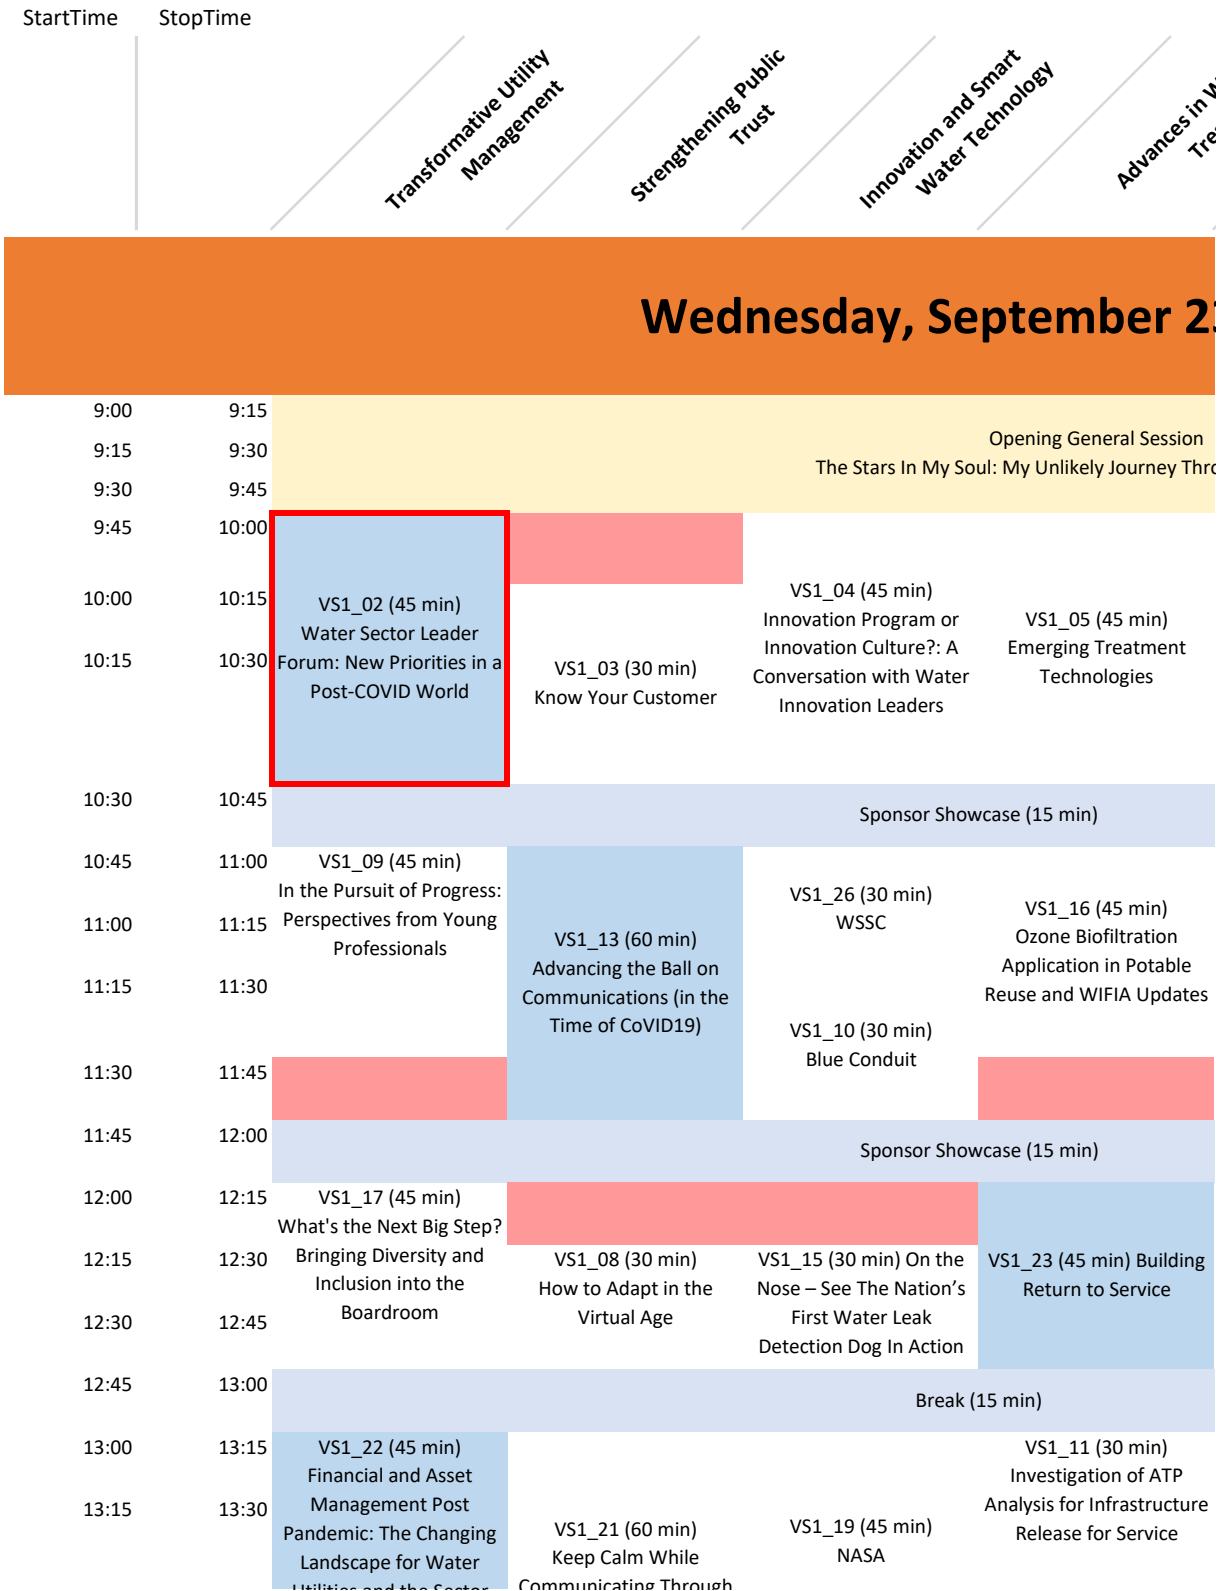 StartTime StopTime
Transformative Utility
Management
Strengthening Public
Trust
Innovation and Smart
Water Technology
Advances in
Wednesday, September
9:00 9:15
Opening General Session
9:15 9:30
The Stars In My Soul: My Unlikely Journey
9:30 9:45
9:45 10:00
10:00 10:15
10:15 10:30
VS1_02 (45 min)
Water Sector Leader
Forum: New Priorities in a
Post-COVID World
VS1_03 (30 min)
Know Your Customer
VS1_04 (45 min)
Innovation Program or
Innovation Culture?: A
Conversation with Water
Innovation Leaders
VS1_05 (45 min)
Emerging Treatment
Technologies
10:30 10:45
Sponsor Showcase (15 min)
10:45 11:00
11:00 11:15
11:15 11:30
11:30 11:45
VS1_09 (45 min)
In the Pursuit of Progress:
Perspectives from Young
Professionals
VS1_13 (60 min)
Advancing the Ball on
Communications (in the
Time of CoVID19)
VS1_26 (30 min)
WSSC
VS1_10 (30 min)
Blue Conduit
VS1_16 (45 min)
Ozone Biofiltration
Application in Potable
Reuse and WIFIA Updates
11:45 12:00
Sponsor Showcase (15 min)
12:00 12:15
12:15 12:30
12:30 12:45
VS1_17 (45 min)
What's the Next Big Step?
Bringing Diversity and
Inclusion into the
Boardroom
VS1_08 (30 min)
How to Adapt in the
Virtual Age
VS1_15 (30 min) On the
Nose – See The Nation’s
First Water Leak
Detection Dog In Action
VS1_23 (45 min) Building
Return to Service
12:45 13:00
Break (15 min)
13:00 13:15
13:15 13:30
VS1_22 (45 min)
Financial and Asset
Management Post
Pandemic: The Changing
Landscape for Water
Utilities and the Sector
VS1_21 (60 min)
Keep Calm While
Communicating Through
VS1_19 (45 min)
NASA
VS1_11 (30 min)
Investigation of ATP
Analysis for Infrastructure
Release for Service